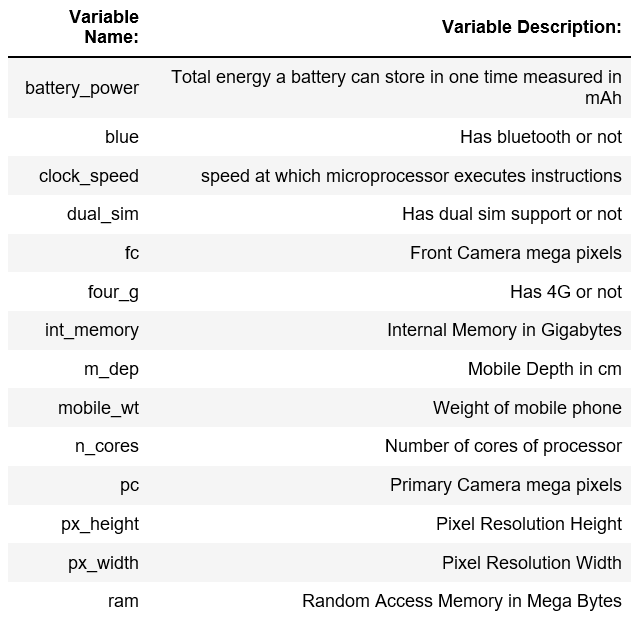 Variable Name: Variable Description:
battery_power Total energy a battery can store in one time measured in mAh
blue Has bluetooth or not
clock_speed speed at which microprocessor executes instructions
dual_sim Has dual sim support or not
fc Front Camera mega pixels
four_g Has 4G or not
int_memory Internal Memory in Gigabytes
m_dep Mobile Depth in cm
mobile_wt Weight of mobile phone
n_cores Number of cores of processor
pc Primary Camera mega pixels
px_height Pixel Resolution Height
px_width Pixel Resolution Width
ram Random Access Memory in Mega Bytes